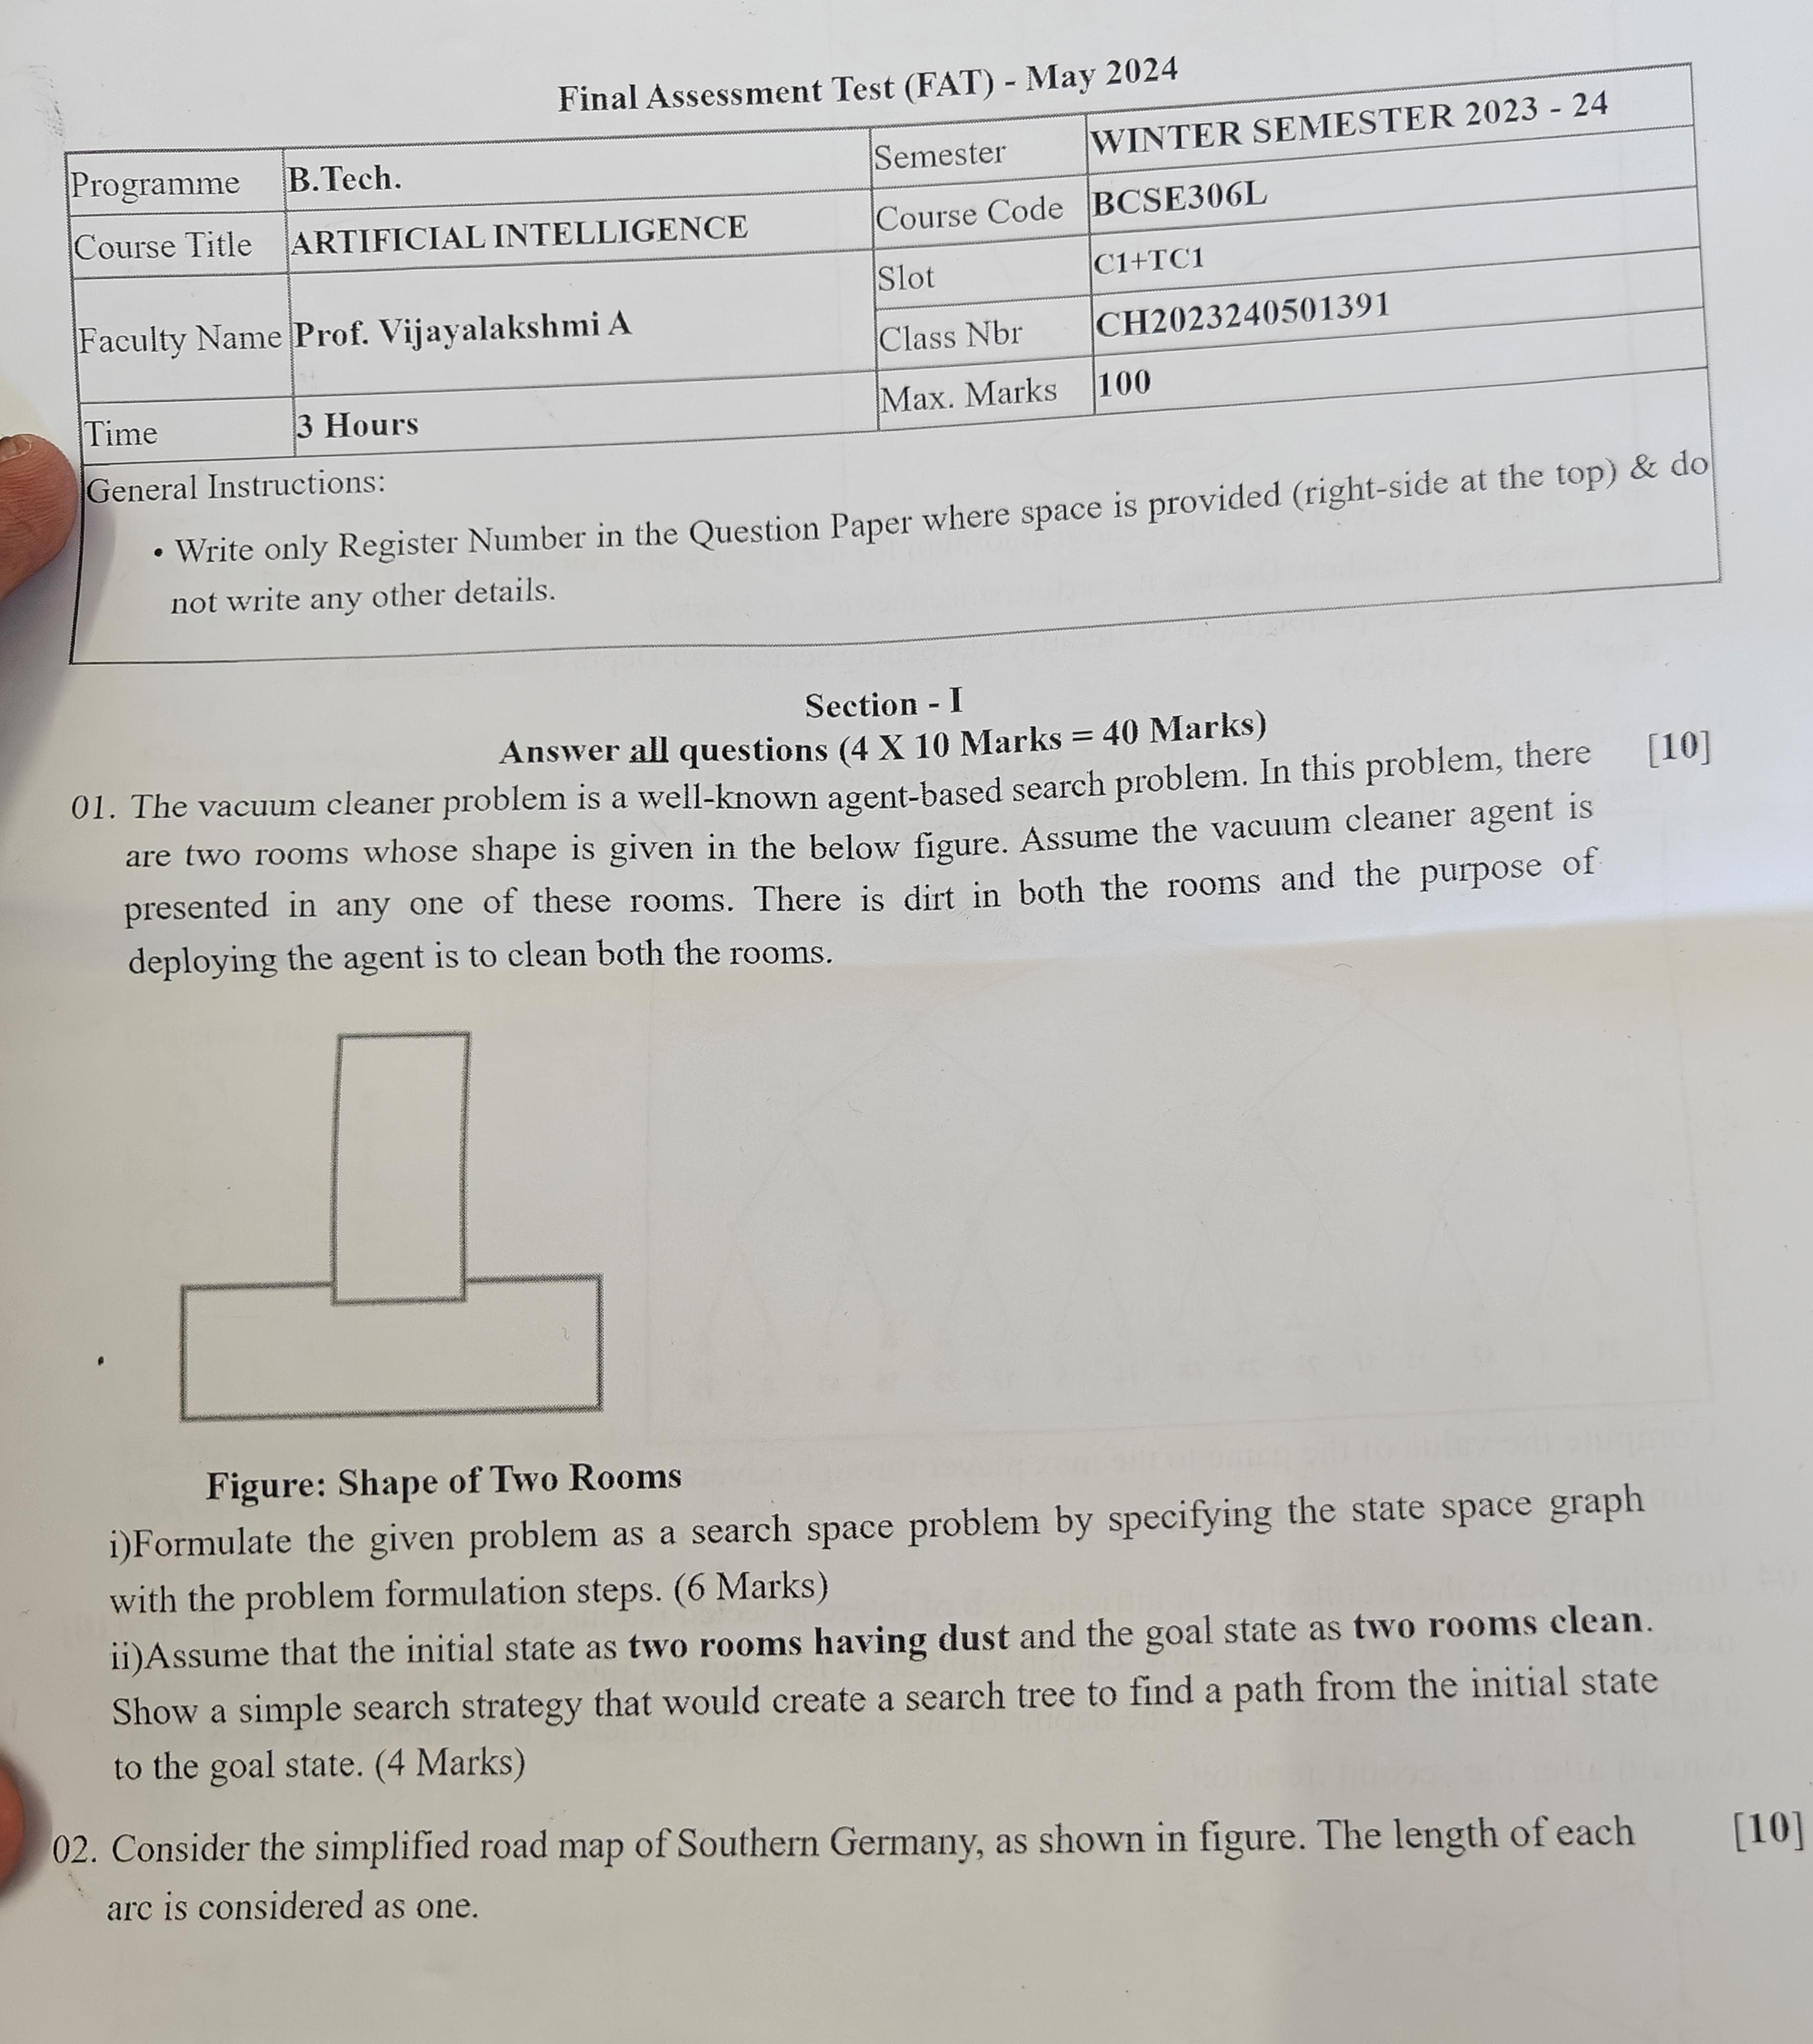 Final Assessment Test (FAT) - May 2024
Programme B.Tech. Semester WINTER SEMESTER 2023 - 24
Course Title ARTIFICIAL INTELLIGENCE Course Code BCSE306L
Faculty Name Prof. Vijayalakshmi A Slot C1+TC1
Class Nbr CH2023240501391
Time 3 Hours Max. Marks 100
General Instructions:
• Write only Register Number in the Question Paper where space is provided (right-side at the top) & do
not write any other details.
Section - I
Answer all questions (4 X 10 Marks = 40 Marks)
01. The vacuum cleaner problem is a well-known agent-based search problem. In this problem, there [10]
are two rooms whose shape is given in the below figure. Assume the vacuum cleaner agent is
presented in any one of these rooms. There is dirt in both the rooms and the purpose of
deploying the agent is to clean both the rooms.
Figure: Shape of Two Rooms
i)Formulate the given problem as a search space problem by specifying the state space graph
with the problem formulation steps. (6 Marks)
ii)Assume that the initial state as two rooms having dust and the goal state as two rooms clean.
Show a simple search strategy that would create a search tree to find a path from the initial state
to the goal state. (4 Marks)
02. Consider the simplified road map of Southern Germany, as shown in figure. The length of each [10]
arc is considered as one.